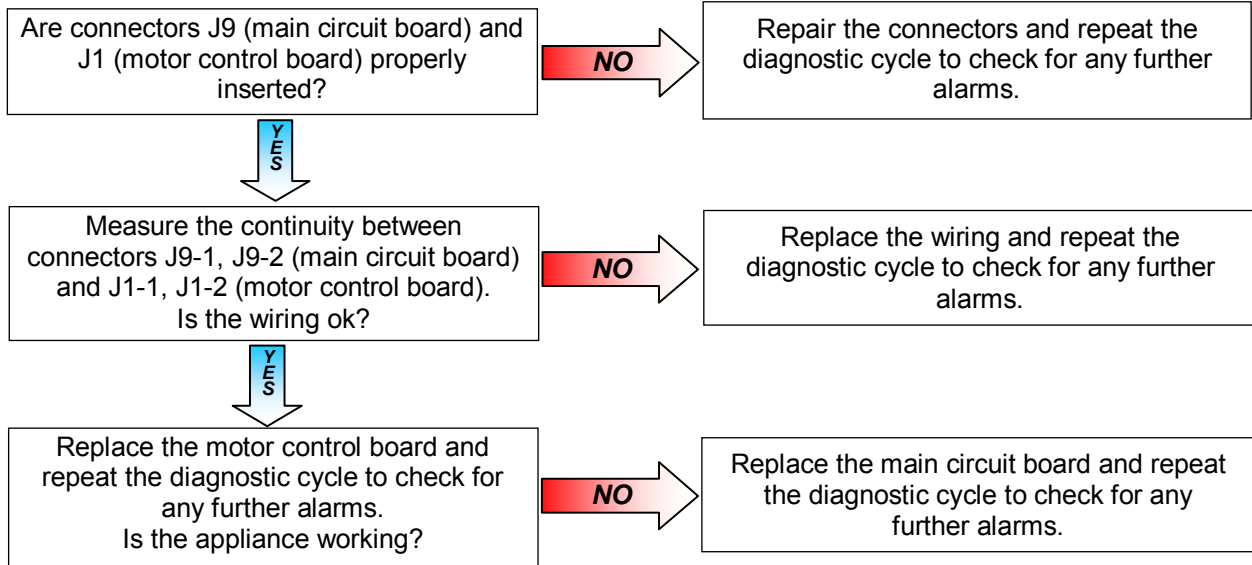 Are connectors J9 (main circuit board) and
J1 (motor control board) properly
inserted?
NO
Repair the connectors and repeat the
diagnostic cycle to check for any further
alarms.
YES
Measure the continuity between
connectors J9-1, J9-2 (main circuit board)
and J1-1, J1-2 (motor control board).
Is the wiring ok?
NO
Replace the wiring and repeat the
diagnostic cycle to check for any further
alarms.
YES
Replace the motor control board and
repeat the diagnostic cycle to check for
any further alarms.
Is the appliance working?
NO
Replace the main circuit board and repeat
the diagnostic cycle to check for any
further alarms.